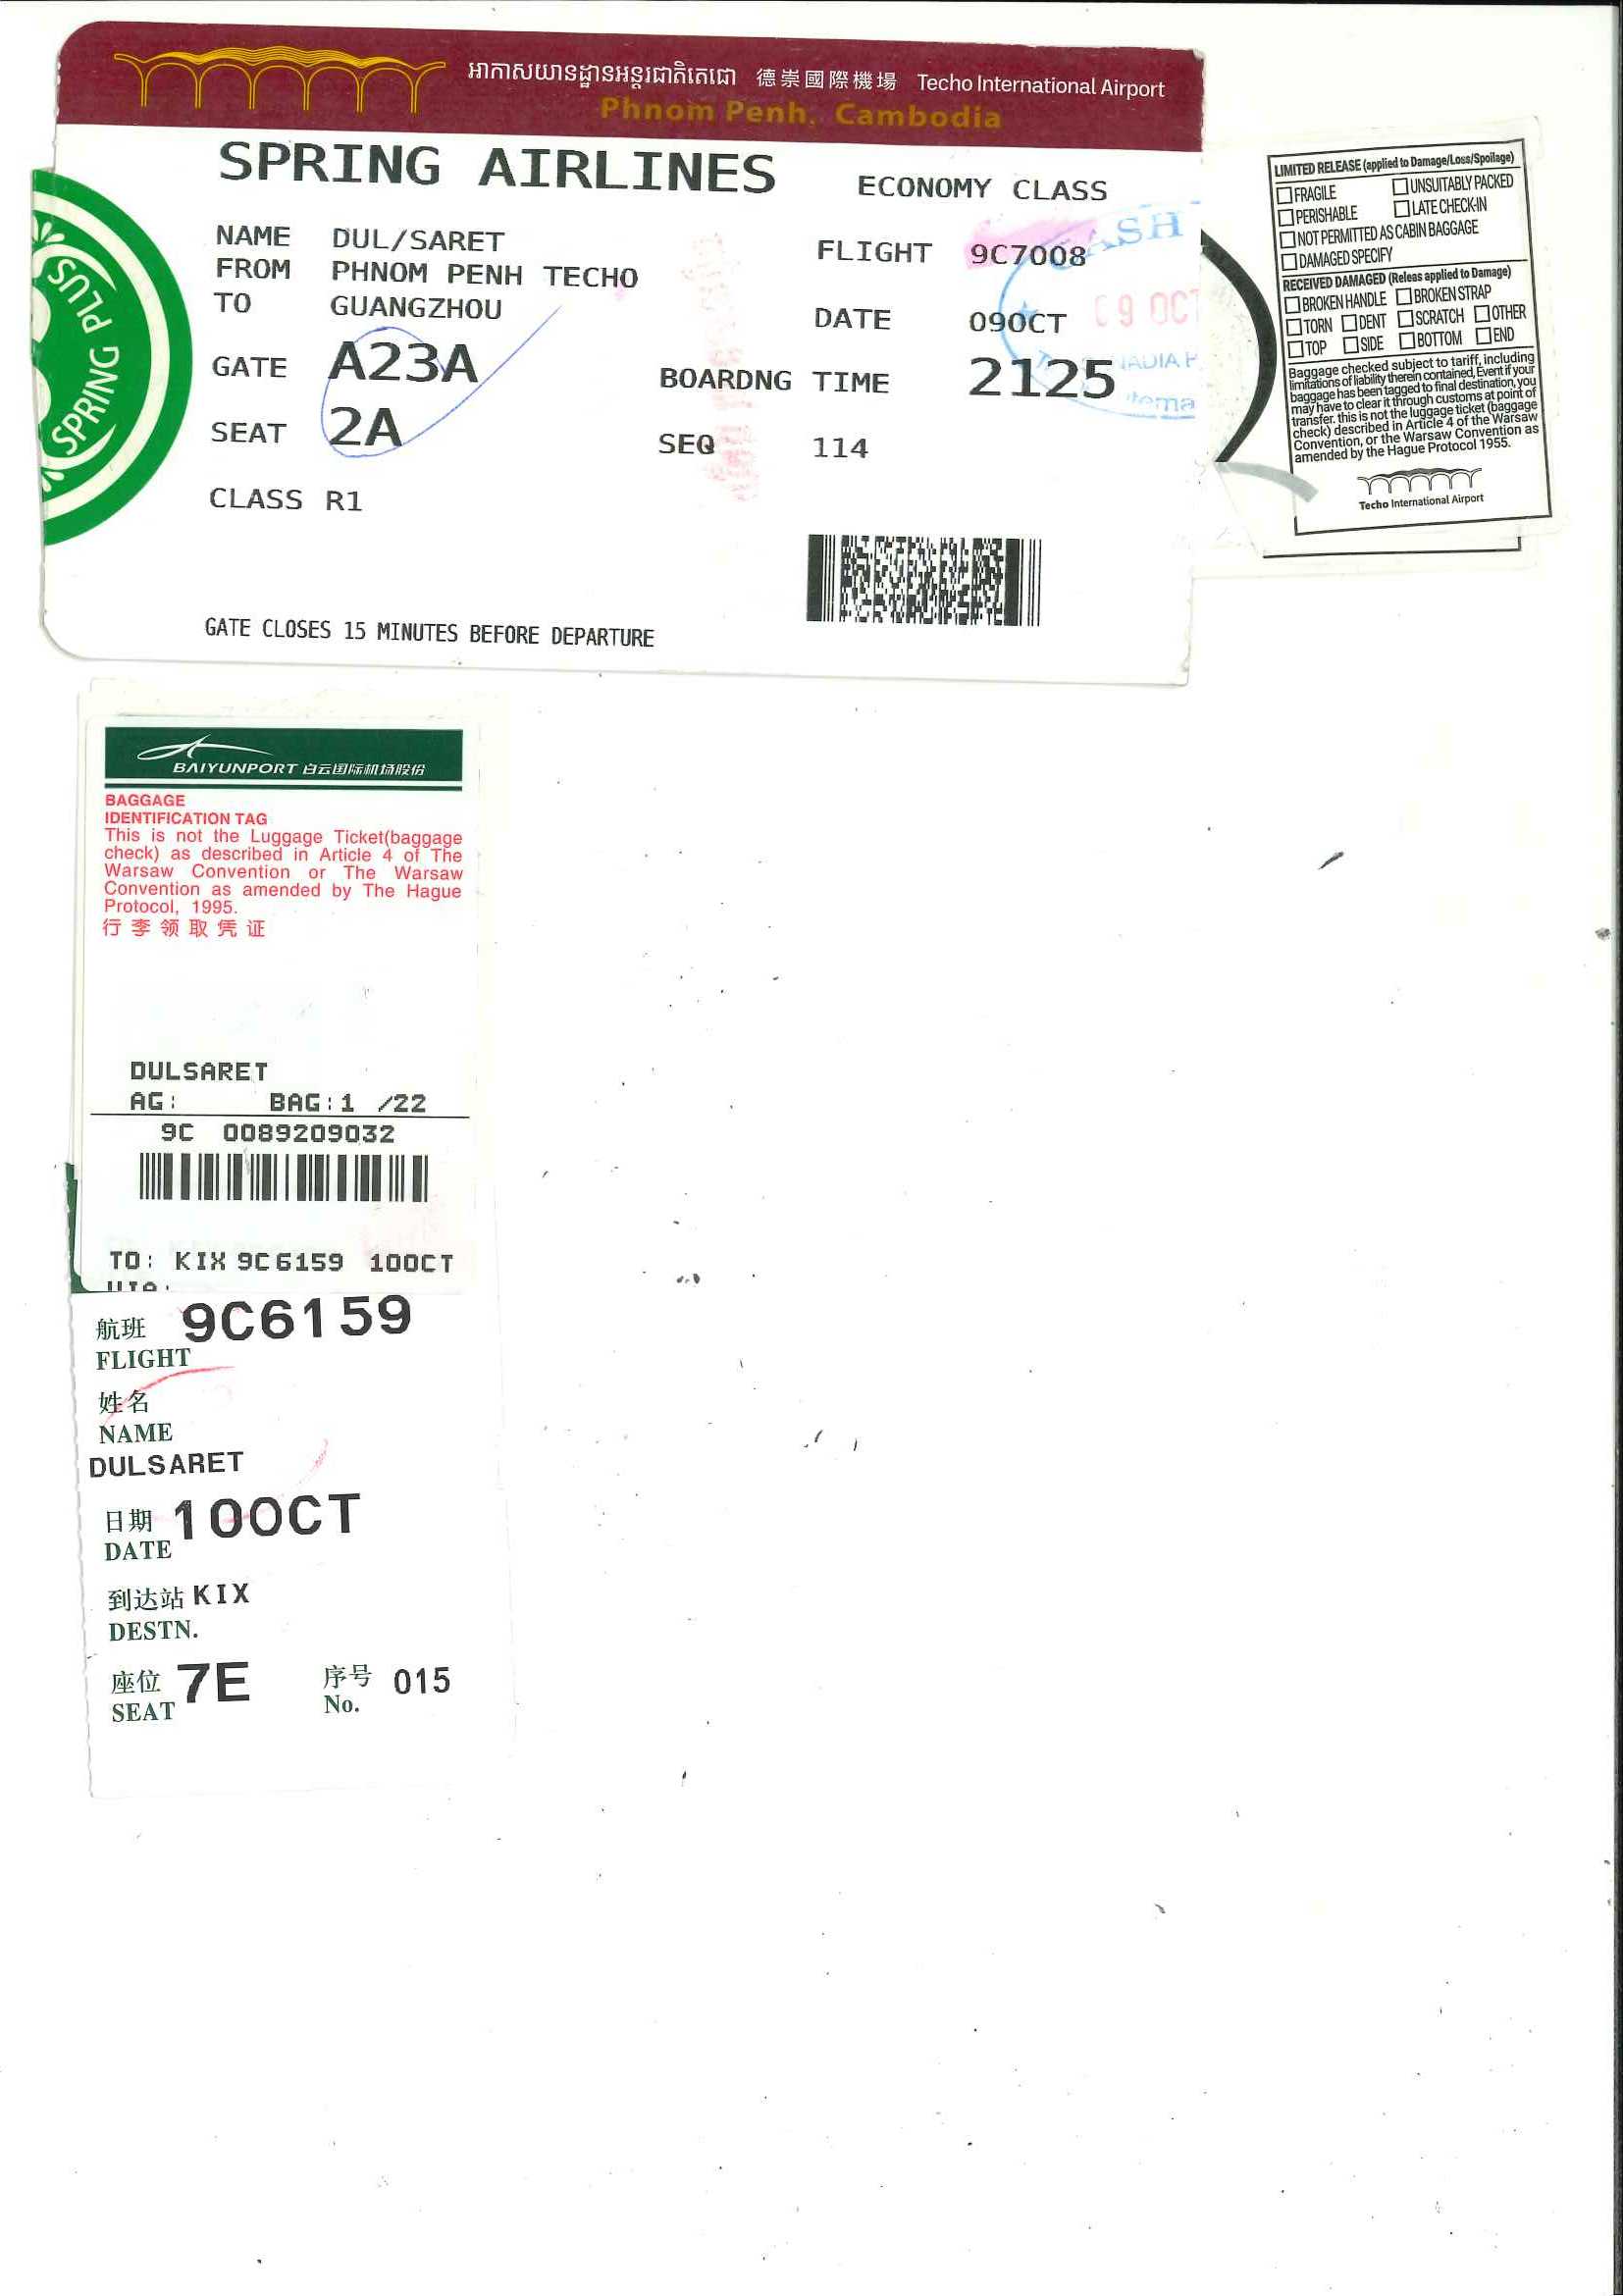 អាកាសយានដ្ឋានអន្តរជាតិតេជោ 德崇國際機場 Techo International Airport
Phnom Penh, Cambodia
SPRING AIRLINES
ECONOMY CLASS
NAME DUL/SARET
FLIGHT 9C7008
FROM PHNOM PENH TECHO
TO GUANGZHOU
DATE 09OCT
GATE A23A
BOARDNG TIME 2125
SEAT 2A
SEQ 114
CLASS R1
GATE CLOSES 15 MINUTES BEFORE DEPARTURE
SPRING PLUS
09 OCT
LIMITED RELEASE (applied to Damage/Loss/Spoilage)
FRAGILE UNSUITABLY PACKED
PERISHABLE LATE CHECK-IN
NOT PERMITTED AS CABIN BAGGAGE
DAMAGED SPECIFY
RECEIVED DAMAGED (Releas applied to Damage)
BROKEN HANDLE BROKEN STRAP
TORN DENT SCRATCH OTHER
TOP SIDE BOTTOM END
Baggage checked subject to tariff, including
limitations of liability therein contained, Event if your
baggage has been tagged to final destination, you
may have to clear it through customs at point of
transfer. this is not the luggage ticket (baggage
check) described in Article 4 of the Warsaw
Convention, or the Warsaw Convention as
amended by the Hague Protocol 1955.
Techo International Airport
BAIYUNPORT 白云国际机场股份
BAGGAGE
IDENTIFICATION TAG
This is not the Luggage Ticket(baggage
check) as described in Article 4 of The
Warsaw Convention or The Warsaw
Convention as amended by The Hague
Protocol, 1995.
行李领取凭证
DULSARET
AG: BAG:1 /22
9C 0089209032
TO: KIX 9C6159 10OCT
VIA:
航班 9C6159
FLIGHT
姓名
NAME
DULSARET
日期 10OCT
DATE
到达站 KIX
DESTN.
座位 7E 序号 015
SEAT No.